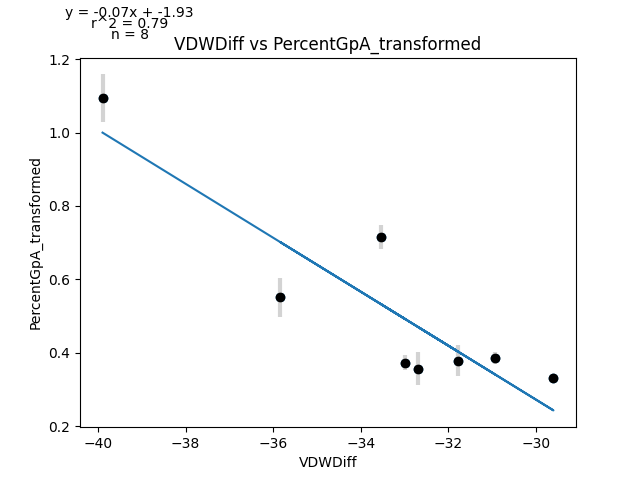 y = -0.07x + -1.93
r^2 = 0.79
n = 8
VDWDiff vs PercentGpA_transformed
PercentGpA_transformed
1.2
1.0
0.8
0.6
0.4
0.2
−40
−38
−36
−34
−32
−30
VDWDiff